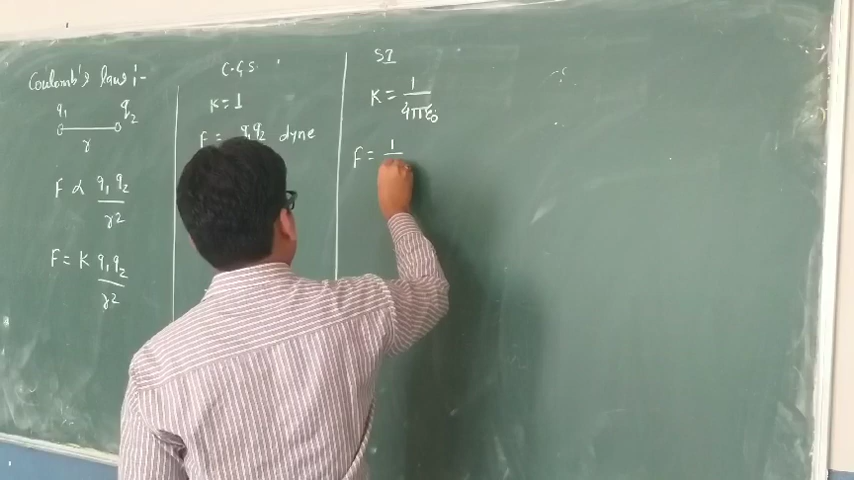 Coulomb's law :-
q₁ q₂
r
F ∝ q₁ q₂ / r²
F = K q₁ q₂ / r²
C.G.S.
K = 1
F = q₁q₂ dyne
SI
K = 1 / 4πε₀
F = 1